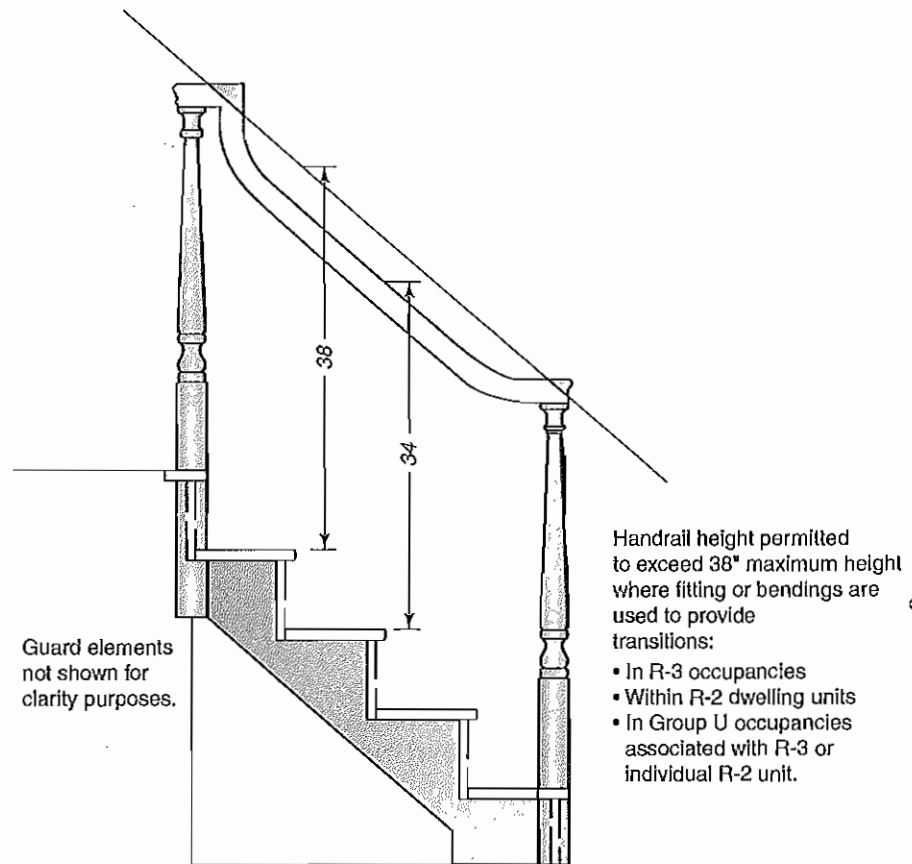 38
34
Handrail height permitted
to exceed 38" maximum height
where fitting or bendings are
used to provide
transitions:
• In R-3 occupancies
• Within R-2 dwelling units
• In Group U occupancies
associated with R-3 or
individual R-2 unit.
Guard elements
not shown for
clarity purposes.